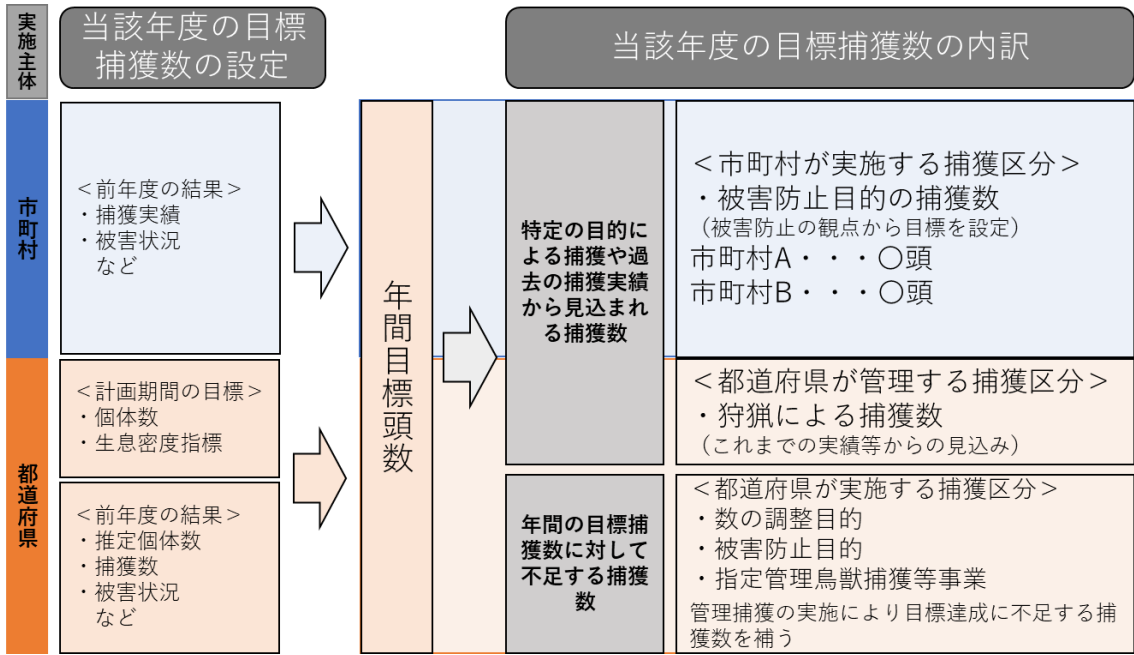 実施主体
当該年度の目標
捕獲数の設定
当該年度の目標捕獲数の内訳
市町村
＜前年度の結果＞
・捕獲実績
・被害状況
など
都道府県
＜計画期間の目標＞
・個体数
・生息密度指標
＜前年度の結果＞
・推定個体数
・捕獲数
・被害状況
など
年間目標頭数
特定の目的によ
る捕獲や過
去の捕獲実績
から見込まれ
る捕獲数
＜市町村が実施する捕獲区分＞
・被害防止目的の捕獲数
（被害防止の観点から目標を設定）
市町村A・・・〇頭
市町村B・・・〇頭
＜都道府県が管理する捕獲区分＞
・狩猟による捕獲数
（これまでの実績等からの見込み）
年間の目標捕
獲数に対して
不足する捕獲
数
＜都道府県が実施する捕獲区分＞
・数の調整目的
・被害防止目的
・指定管理鳥獣捕獲等事業
管理捕獲の実施により目標達成に不足する捕
獲数を補う